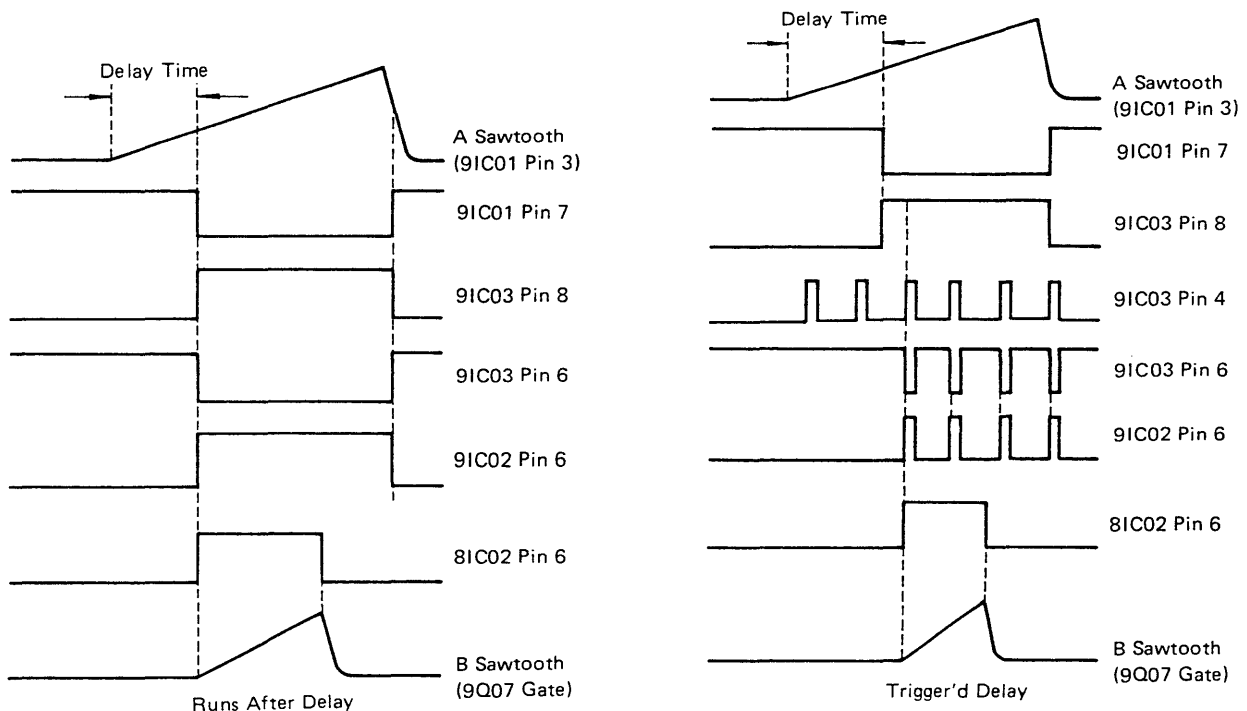 Delay Time
A Sawtooth
(9IC01 Pin 3)
9IC01 Pin 7
9IC03 Pin 8
9IC03 Pin 6
9IC02 Pin 6
8IC02 Pin 6
B Sawtooth
(9Q07 Gate)
Runs After Delay
Delay Time
A Sawtooth
(9IC01 Pin 3)
9IC01 Pin 7
9IC03 Pin 8
9IC03 Pin 4
9IC03 Pin 6
9IC02 Pin 6
8IC02 Pin 6
B Sawtooth
(9Q07 Gate)
Trigger'd Delay